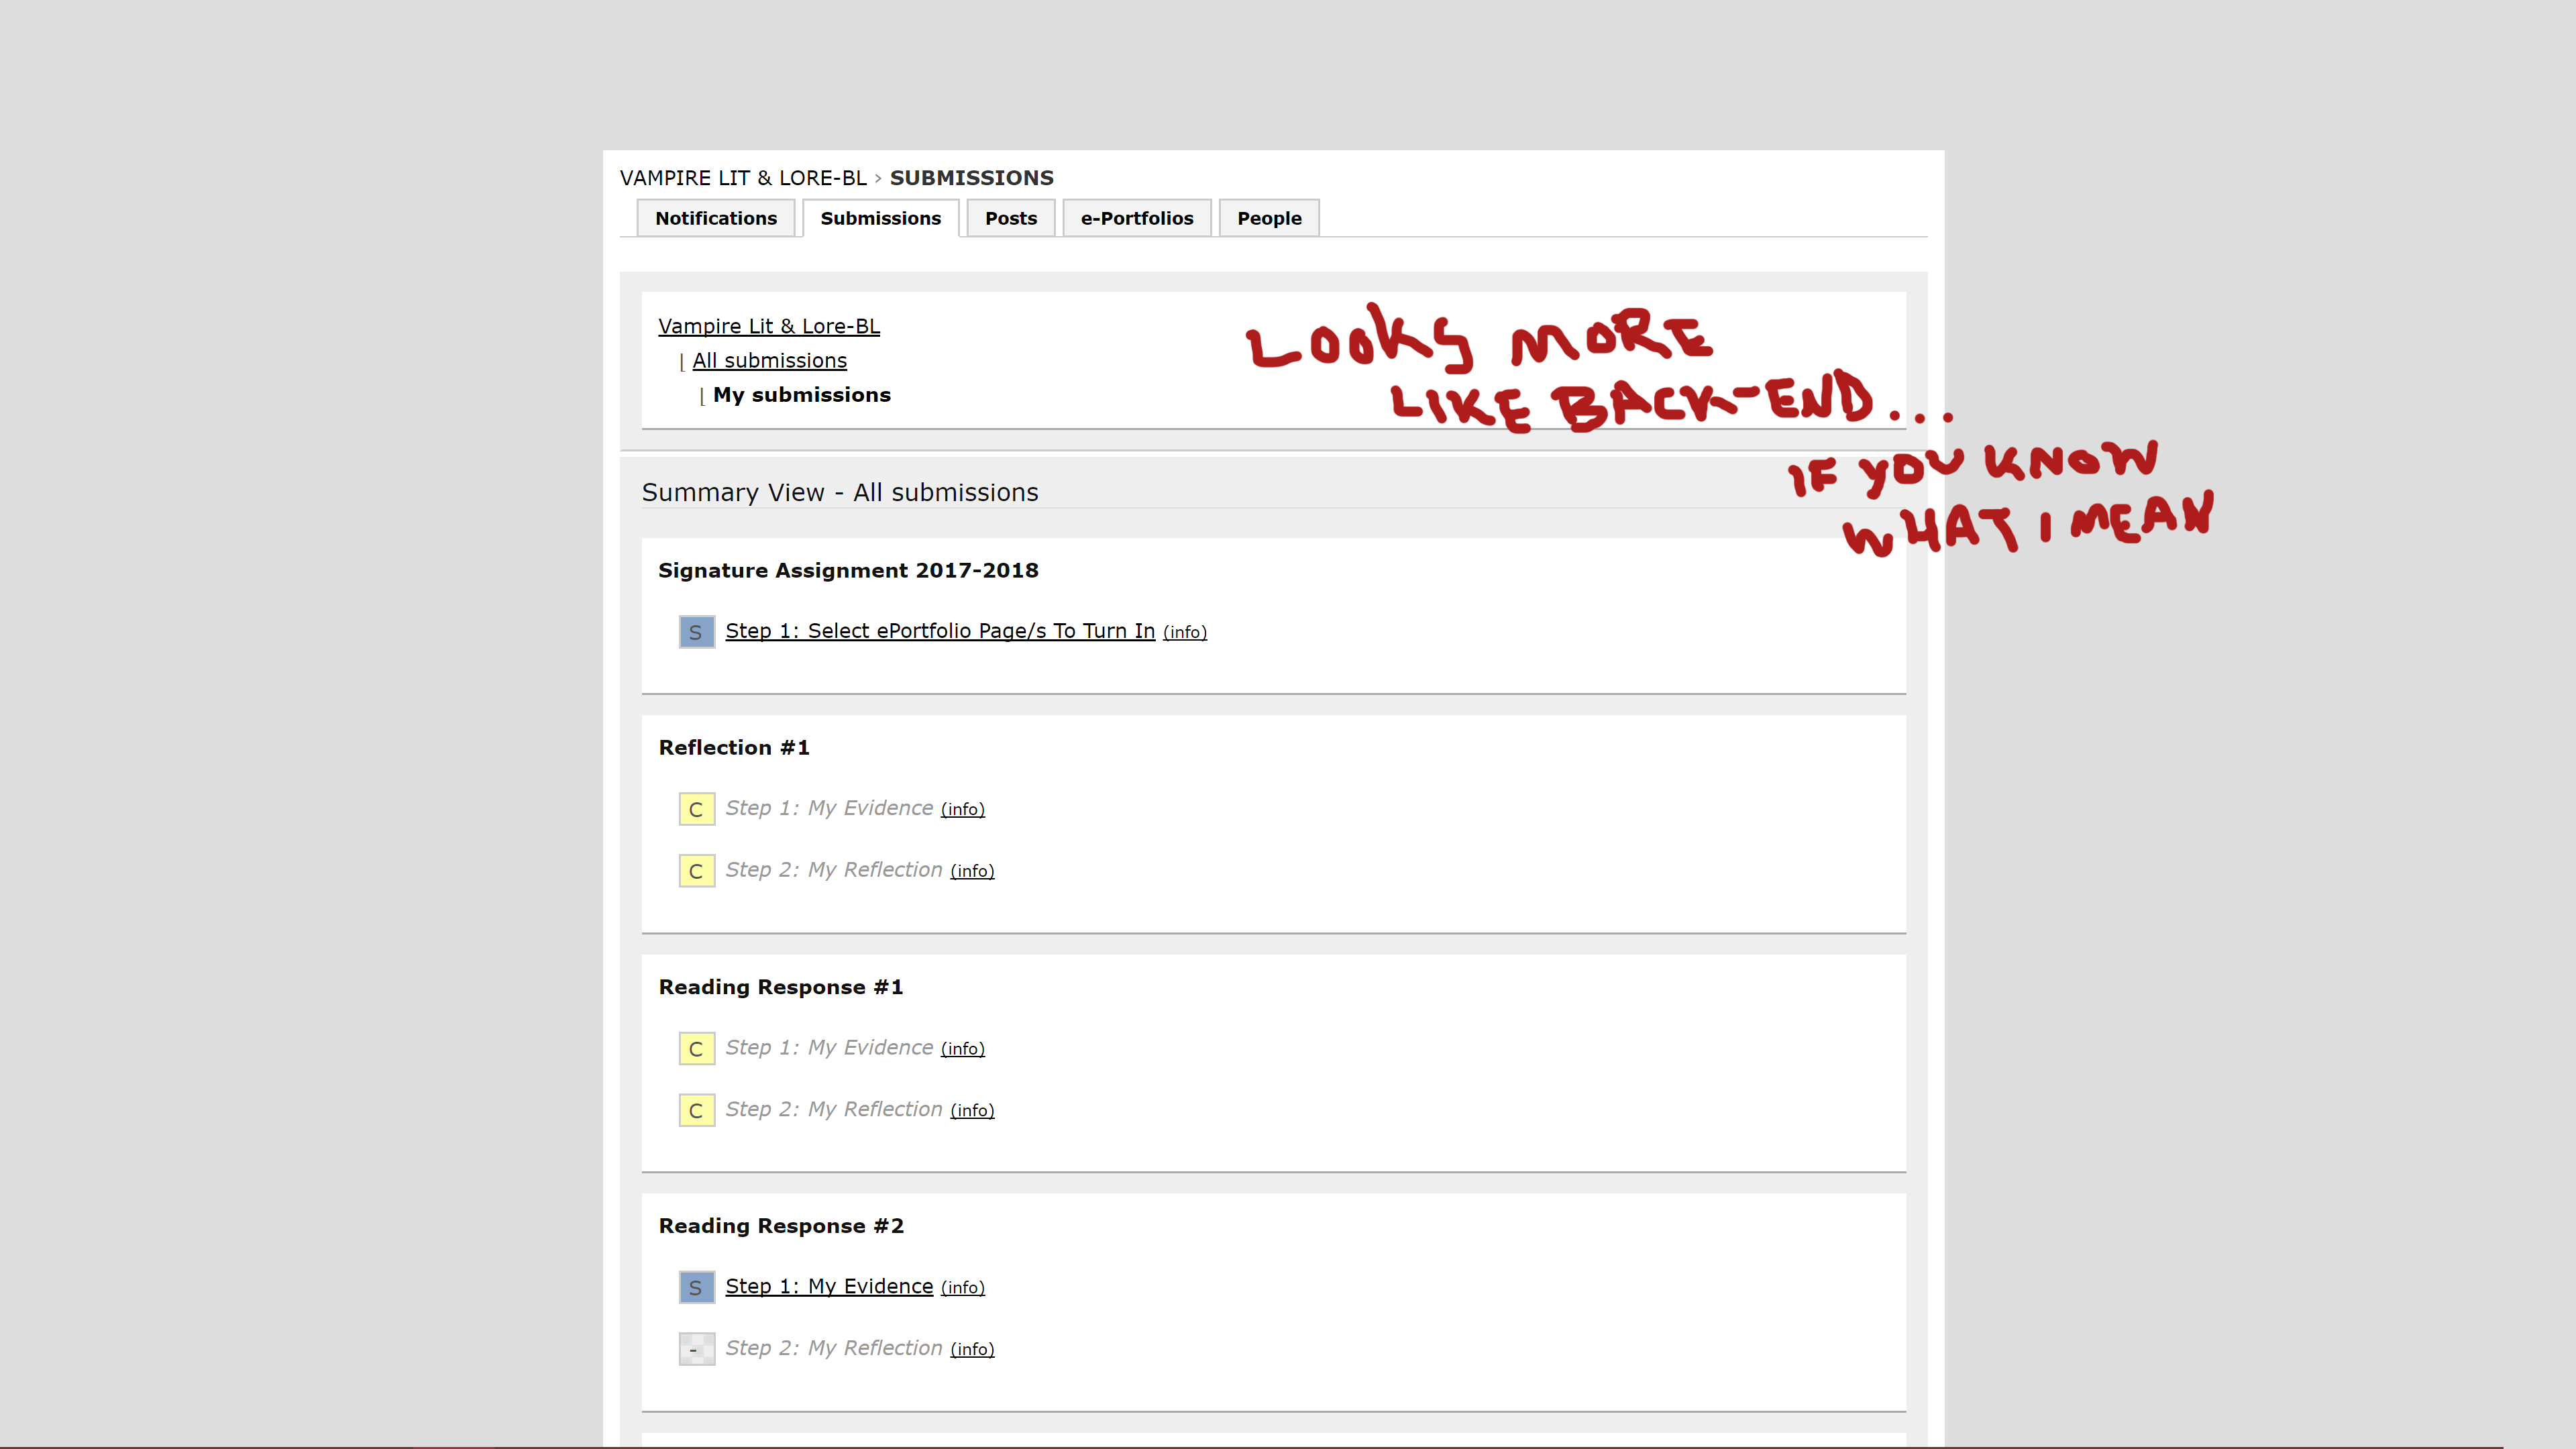 VAMPIRE LIT & LORE-BL › SUBMISSIONS
Notifications Submissions Posts e-Portfolios People
Vampire Lit & Lore-BL
All submissions
My submissions
LOOKS MORE
LIKE BACK-END...
IF YOU KNOW
WHAT I MEAN
Summary View - All submissions
Signature Assignment 2017-2018
S Step 1: Select ePortfolio Page/s To Turn In (info)
Reflection #1
C Step 1: My Evidence (info)
C Step 2: My Reflection (info)
Reading Response #1
C Step 1: My Evidence (info)
C Step 2: My Reflection (info)
Reading Response #2
S Step 1: My Evidence (info)
- Step 2: My Reflection (info)